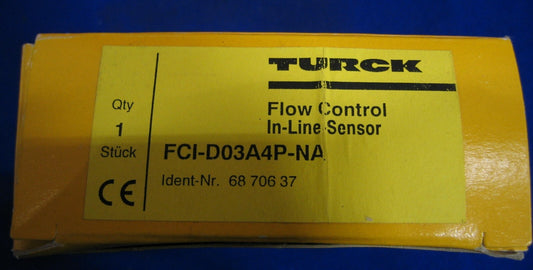 TURCK
Flow Control
In-Line-Sensor
Qty
1
Stück
FCI-D03A4P-NA
Ident-Nr. 68 706 37
CE